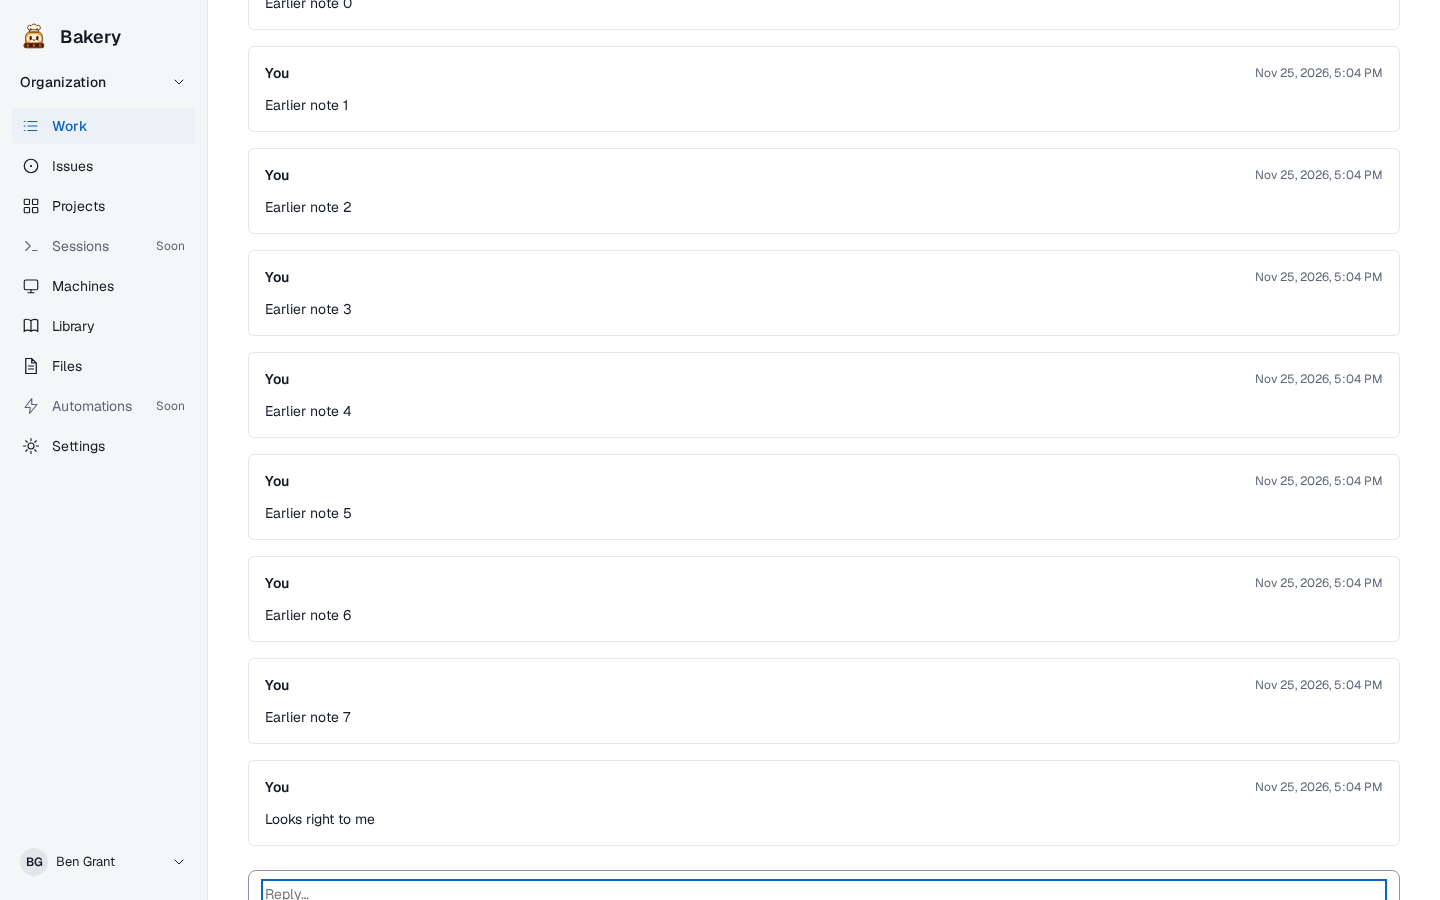 Bakery
Organization
Work
Issues
Projects
Sessions Soon
Machines
Library
Files
Automations Soon
Settings
BG Ben Grant
Earlier note 0
You Nov 25, 2026, 5:04 PM
Earlier note 1
You Nov 25, 2026, 5:04 PM
Earlier note 2
You Nov 25, 2026, 5:04 PM
Earlier note 3
You Nov 25, 2026, 5:04 PM
Earlier note 4
You Nov 25, 2026, 5:04 PM
Earlier note 5
You Nov 25, 2026, 5:04 PM
Earlier note 6
You Nov 25, 2026, 5:04 PM
Earlier note 7
You Nov 25, 2026, 5:04 PM
Looks right to me
Reply…